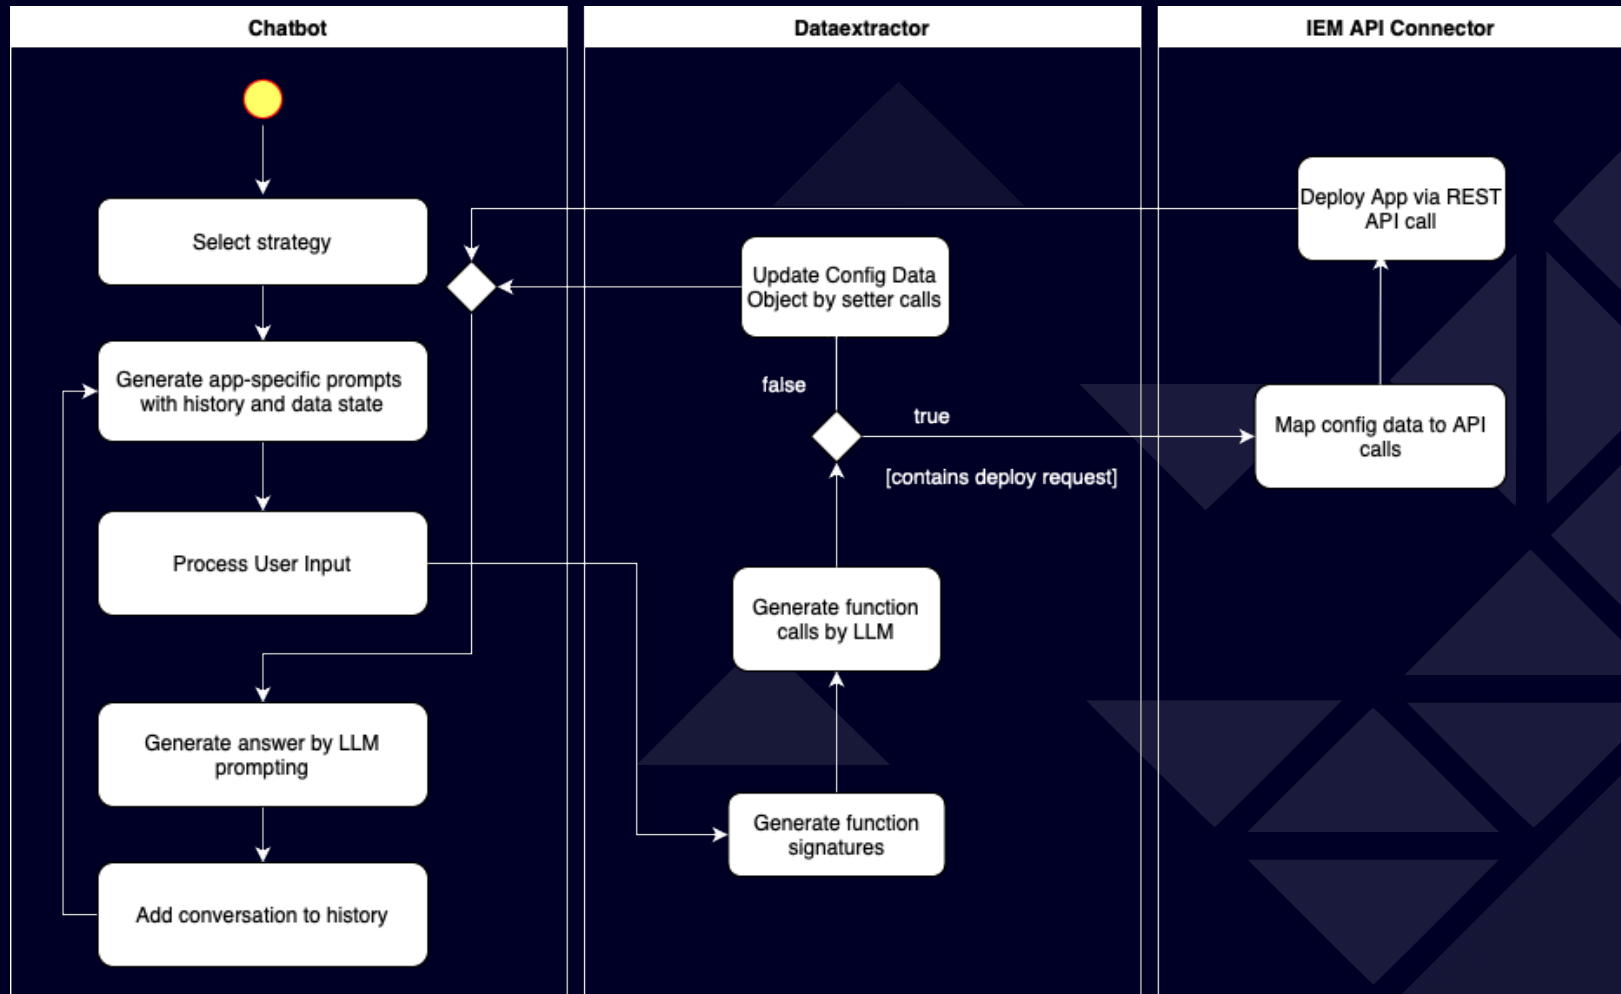 Chatbot
Select strategy
Generate app-specific prompts
with history and data state
Process User Input
Generate answer by LLM
prompting
Add conversation to history
Dataextractor
Update Config Data
Object by setter calls
false
true
[contains deploy request]
Generate function
calls by LLM
Generate function
signatures
IEM API Connector
Deploy App via REST
API call
Map config data to API
calls